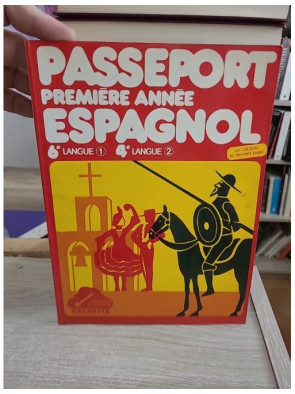 PASSEPORT
PREMIÈRE ANNÉE
ESPAGNOL
6e LANGUE 1 4e LANGUE 2
HACHETTE